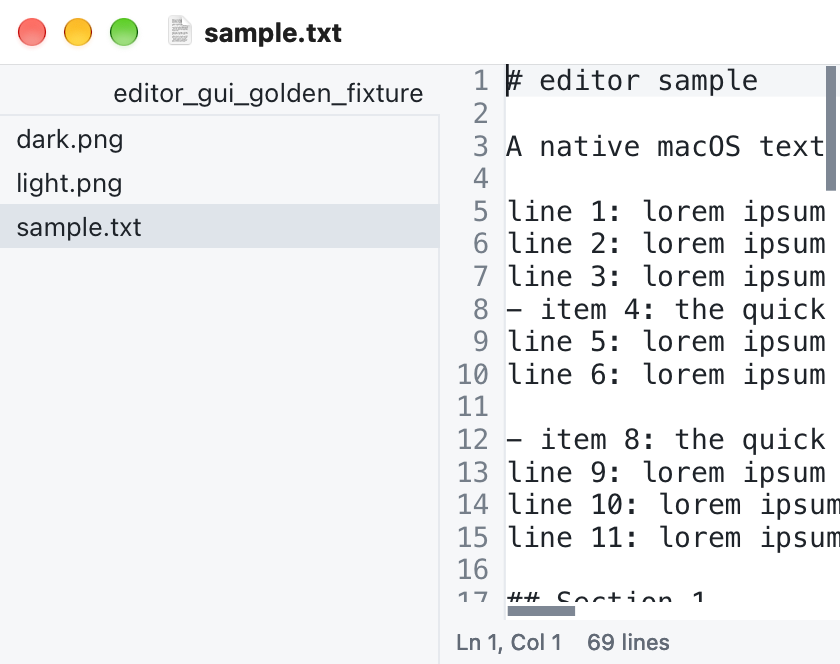 sample.txt
editor_gui_golden_fixture
dark.png
light.png
sample.txt
1 # editor sample
2
3 A native macOS text
4
5 line 1: lorem ipsum
6 line 2: lorem ipsum
7 line 3: lorem ipsum
8 – item 4: the quick
9 line 5: lorem ipsum
10 line 6: lorem ipsum
11
12 – item 8: the quick
13 line 9: lorem ipsum
14 line 10: lorem ipsum
15 line 11: lorem ipsum
16
17 ## Section 1
Ln 1, Col 1 69 lines